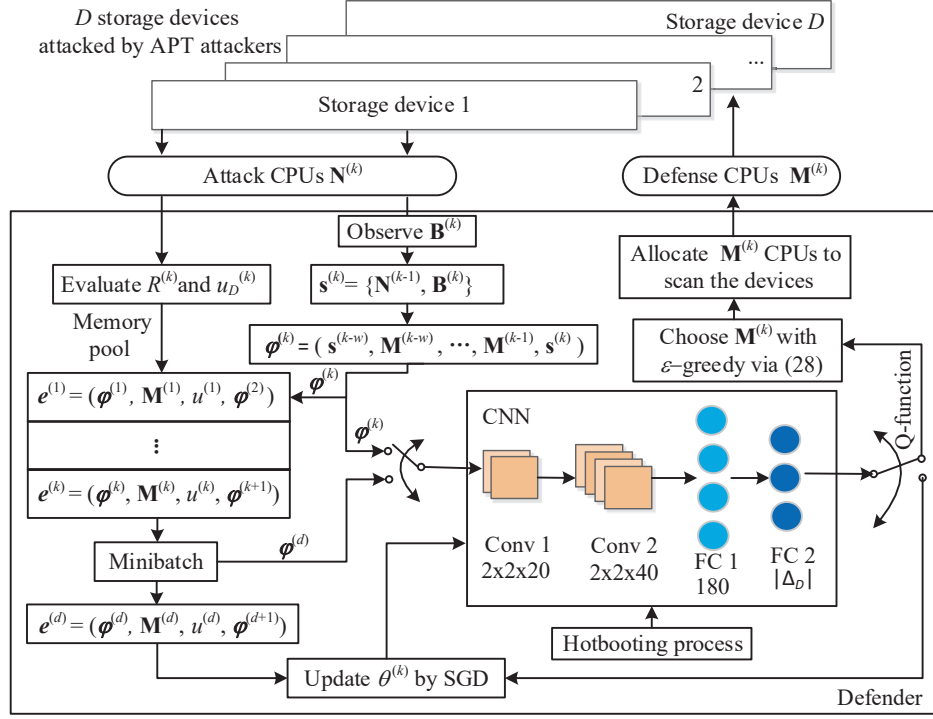 D storage devices
attacked by APT attackers
Storage device D
...
2
Storage device 1
Attack CPUs N^(k)
Defense CPUs M^(k)
Observe B^(k)
Evaluate R^(k) and u_D^(k)
s^(k) = {N^(k-1), B^(k)}
Allocate M^(k) CPUs to
scan the devices
Memory
pool
φ^(k) = ( s^(k-w), M^(k-w), ⋯, M^(k-1), s^(k) )
Choose M^(k) with
ε–greedy via (28)
φ^(k)
e^(1) = (φ^(1), M^(1), u^(1), φ^(2))
⋮
e^(k) = (φ^(k), M^(k), u^(k), φ^(k+1))
φ^(k)
CNN
Q-function
Minibatch
φ^(d)
Conv 1
2x2x20
Conv 2
2x2x40
FC 1
180
FC 2
|Δ_D|
e^(d) = (φ^(d), M^(d), u^(d), φ^(d+1))
Hotbooting process
Update θ^(k) by SGD
Defender